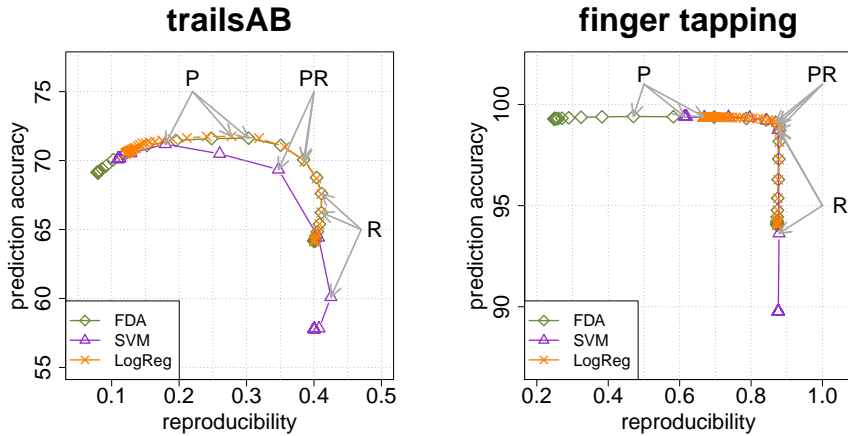 trailsAB
finger tapping
P
PR
R
prediction accuracy
55
60
65
70
75
FDA
SVM
LogReg
0.1
0.2
0.3
0.4
0.5
reproducibility
P
PR
R
prediction accuracy
90
95
100
FDA
SVM
LogReg
0.2
0.4
0.6
0.8
1.0
reproducibility